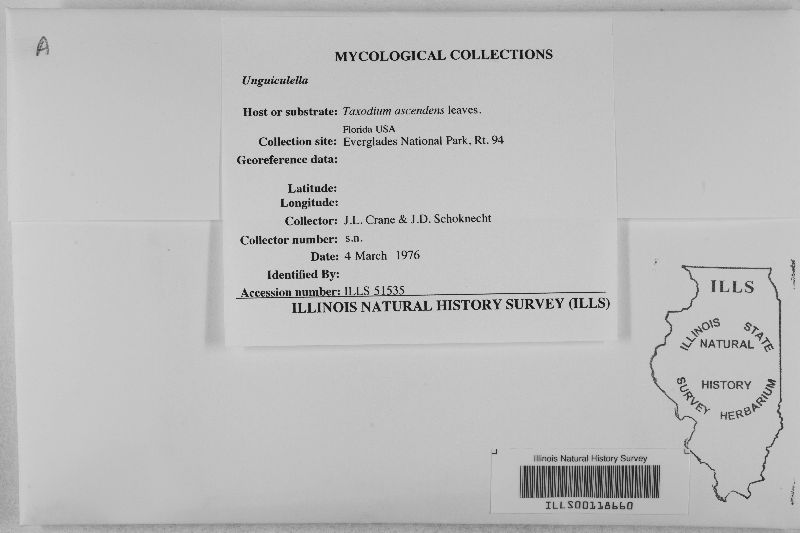 A
MYCOLOGICAL COLLECTIONS
Unguiculella
Host or substrate: Taxodium ascendens leaves.
Florida USA
Collection site: Everglades National Park, Rt. 94
Georeference data:
Latitude:
Longitude:
Collector: J.L. Crane & J.D. Schoknecht
Collector number: s.n.
Date: 4 March 1976
Identified By:
Accession number: ILLS 51535
ILLINOIS NATURAL HISTORY SURVEY (ILLS)
ILLS
ILLINOIS STATE
NATURAL
HISTORY
SURVEY HERBARIUM
Illinois Natural History Survey
ILLS00118660